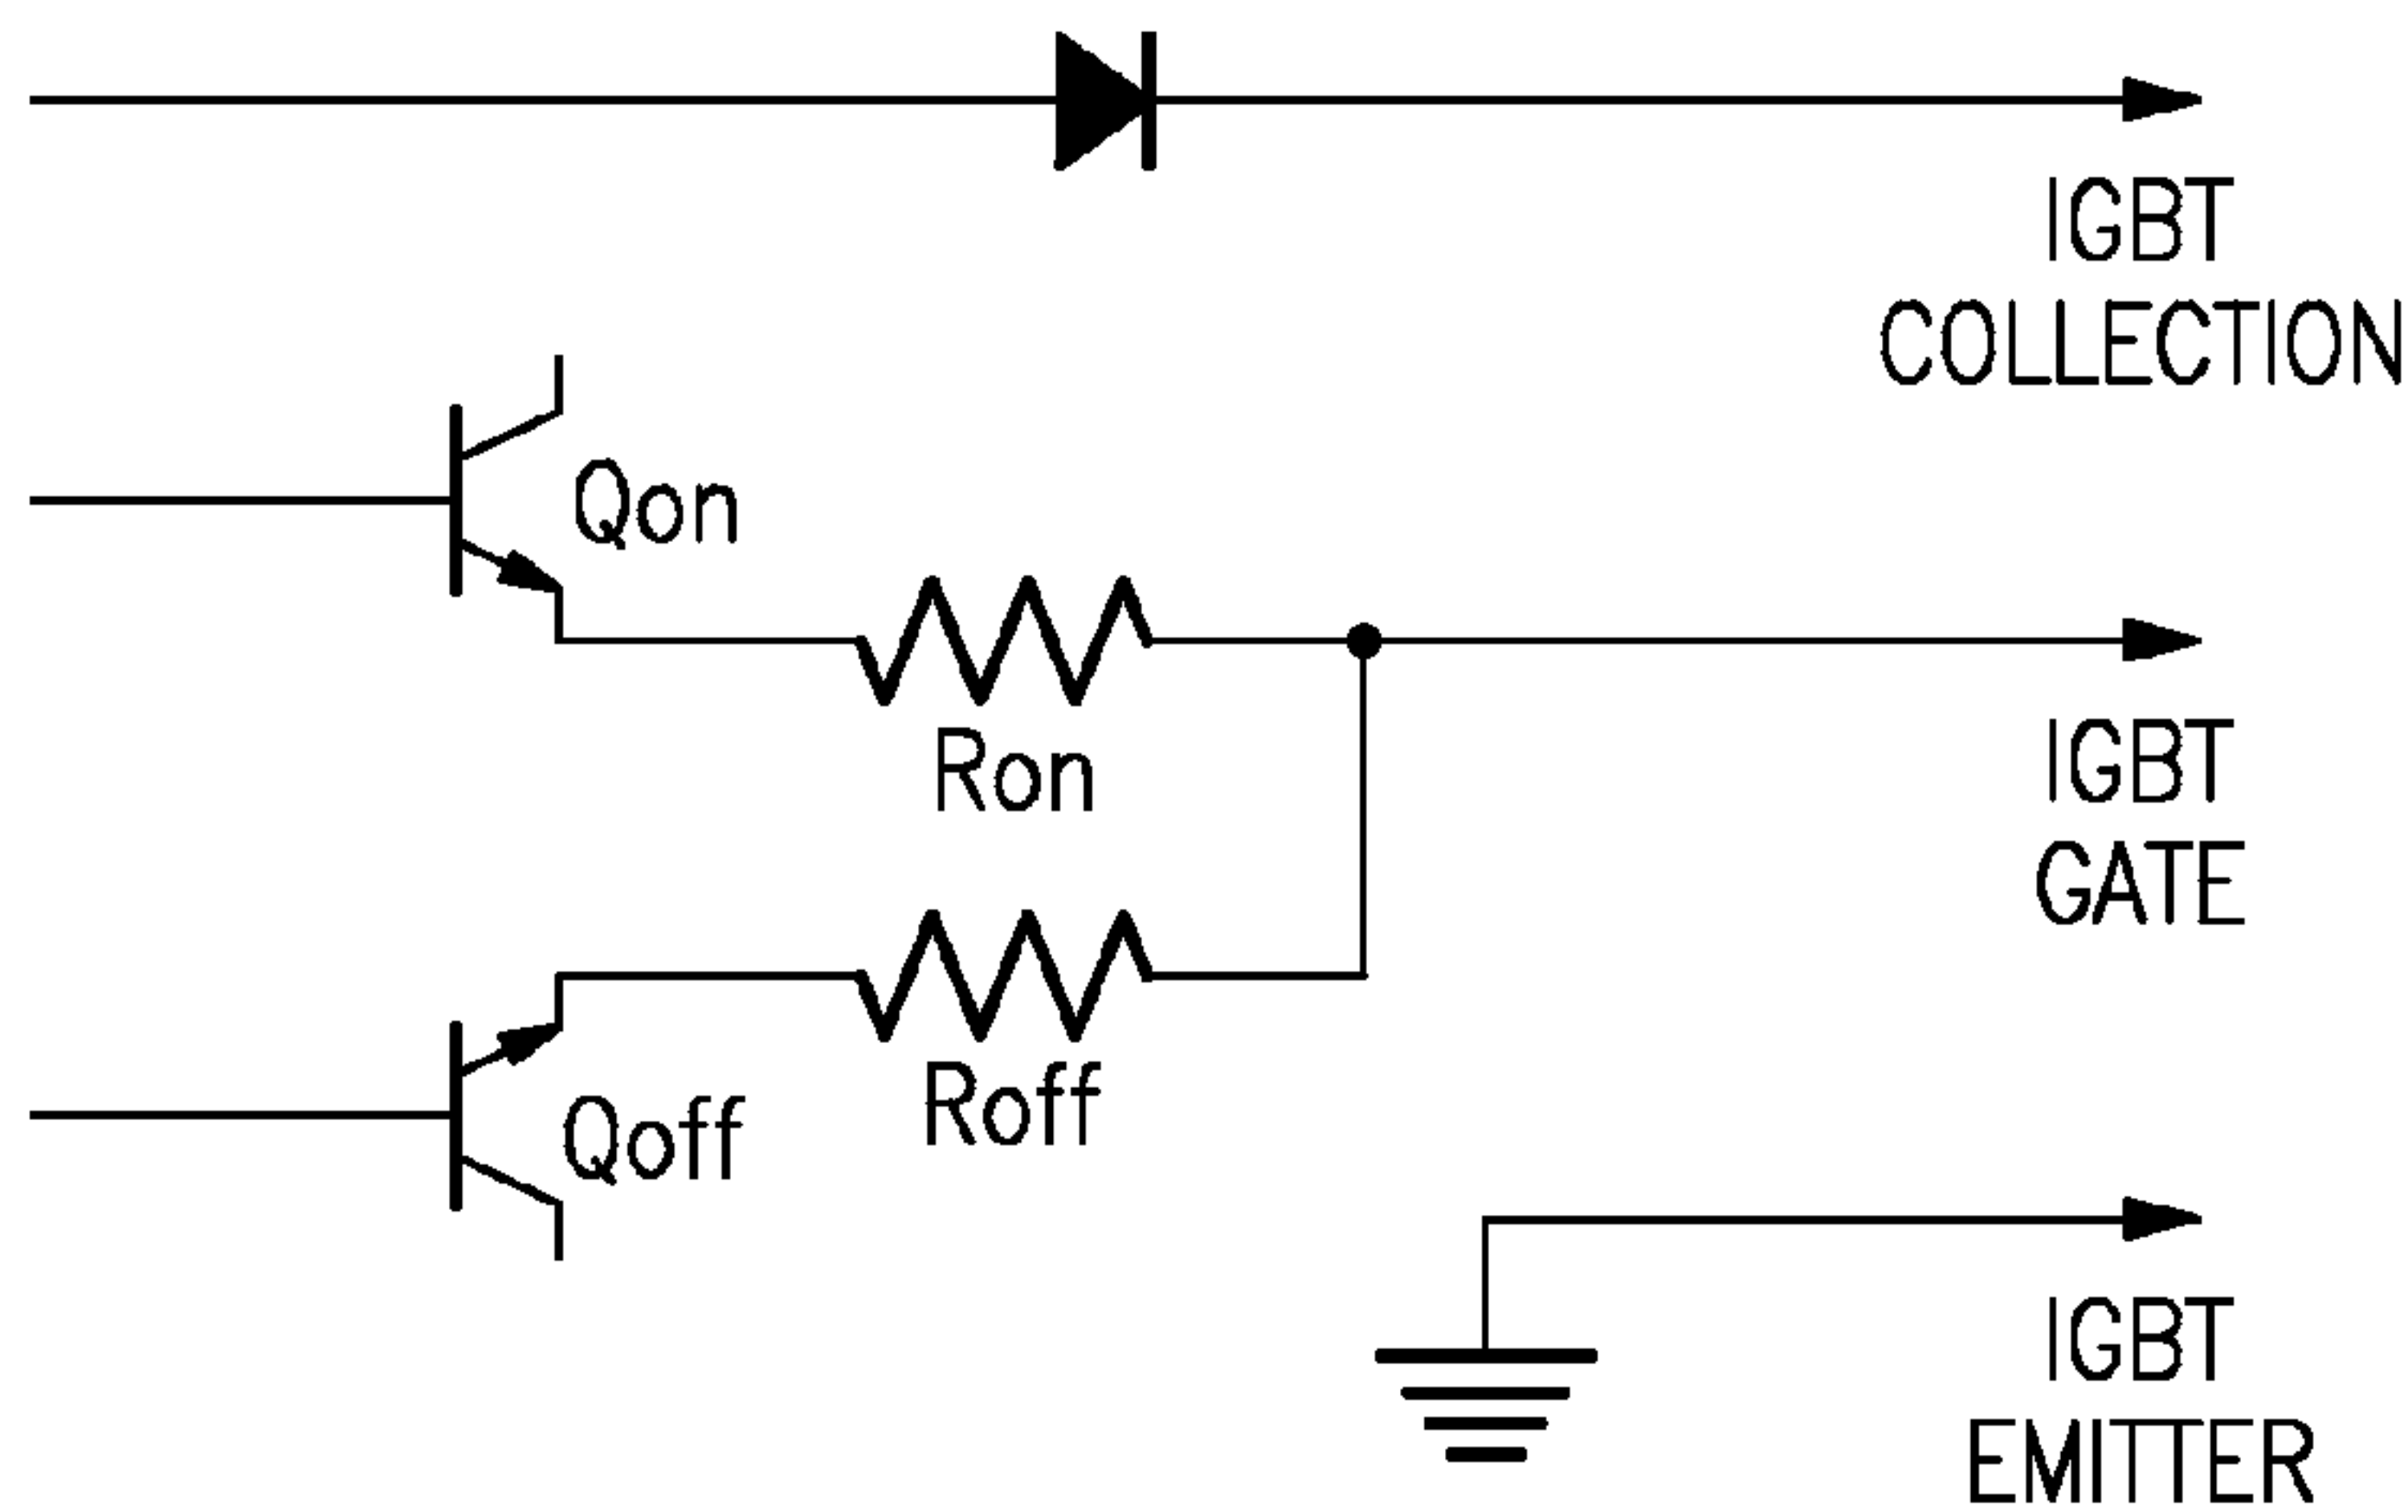 IGBT
COLLECTION
Qon
Ron
IGBT
GATE
Roff
Qoff
IGBT
EMITTER